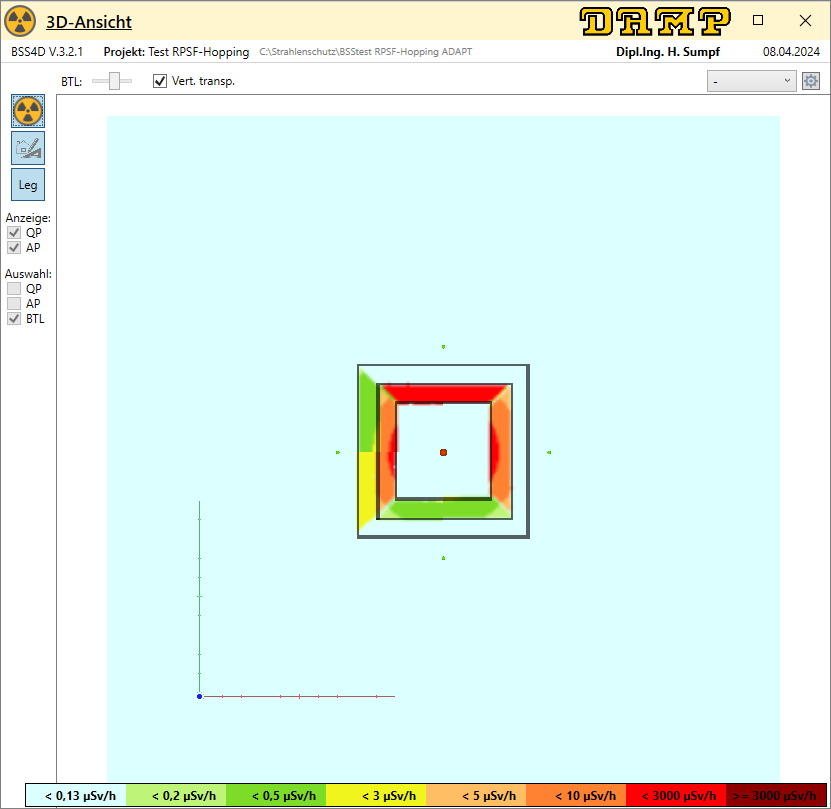 3D-Ansicht DAMP
BSS4D V.3.2.1 Projekt: Test RPSF-Hopping C:\Strahlenschutz\BSStest RPSF-Hopping ADAPT Dipl.Ing. H. Sumpf 08.04.2024
BTL: Vert. transp. -
Leg
Anzeige:
QP
AP
Auswahl:
QP
AP
BTL
< 0,13 µSv/h < 0,2 µSv/h < 0,5 µSv/h < 3 µSv/h < 5 µSv/h < 10 µSv/h < 3000 µSv/h >= 3000 µSv/h